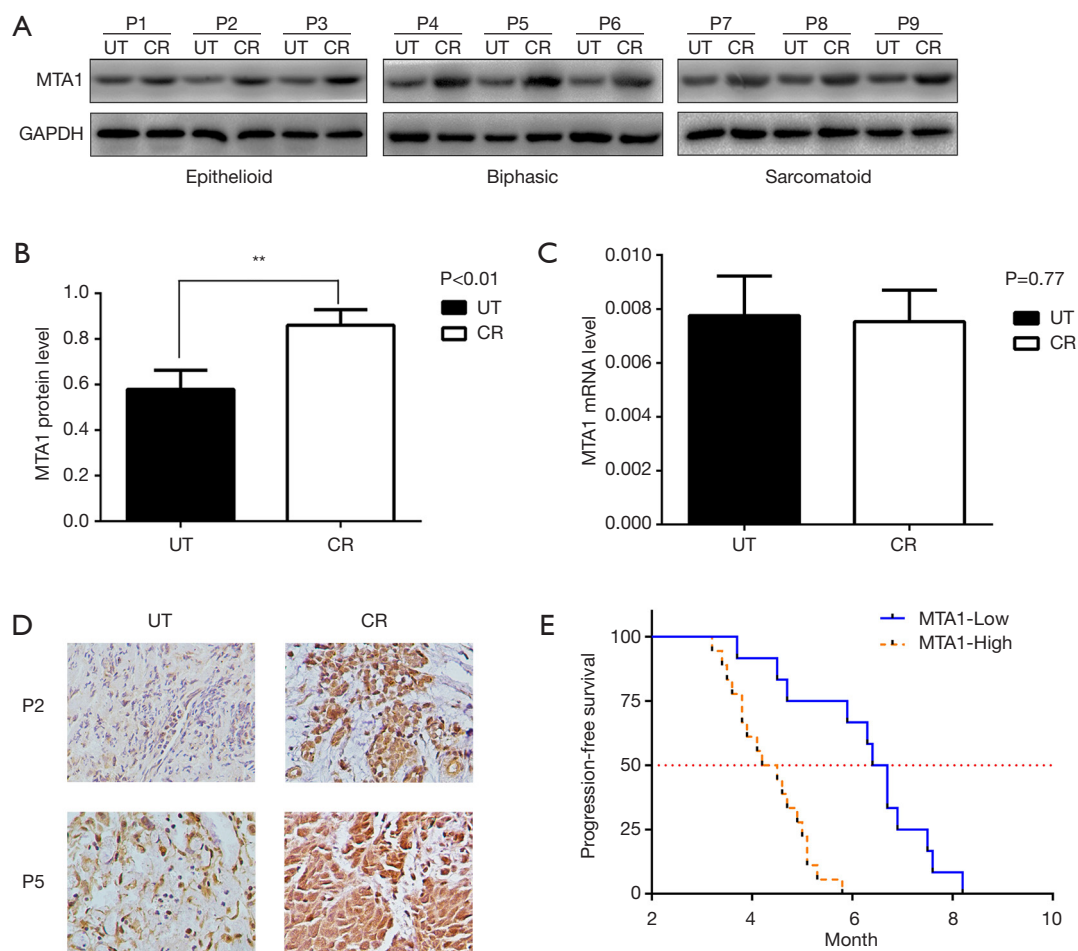 A
P1 P2 P3 P4 P5 P6 P7 P8 P9
UT CR UT CR UT CR UT CR UT CR UT CR UT CR UT CR UT CR
MTA1
GAPDH
Epithelioid Biphasic Sarcomatoid
B
**
P<0.01
UT
CR
MTA1 protein level
1.0
0.8
0.6
0.4
0.2
0.0
UT CR
C
P=0.77
UT
CR
MTA1 mRNA level
0.010
0.008
0.006
0.004
0.002
0.000
UT CR
D
UT CR
P2
P5
E
MTA1-Low
MTA1-High
Progression-free survival
100
75
50
25
0
2 4 6 8 10
Month